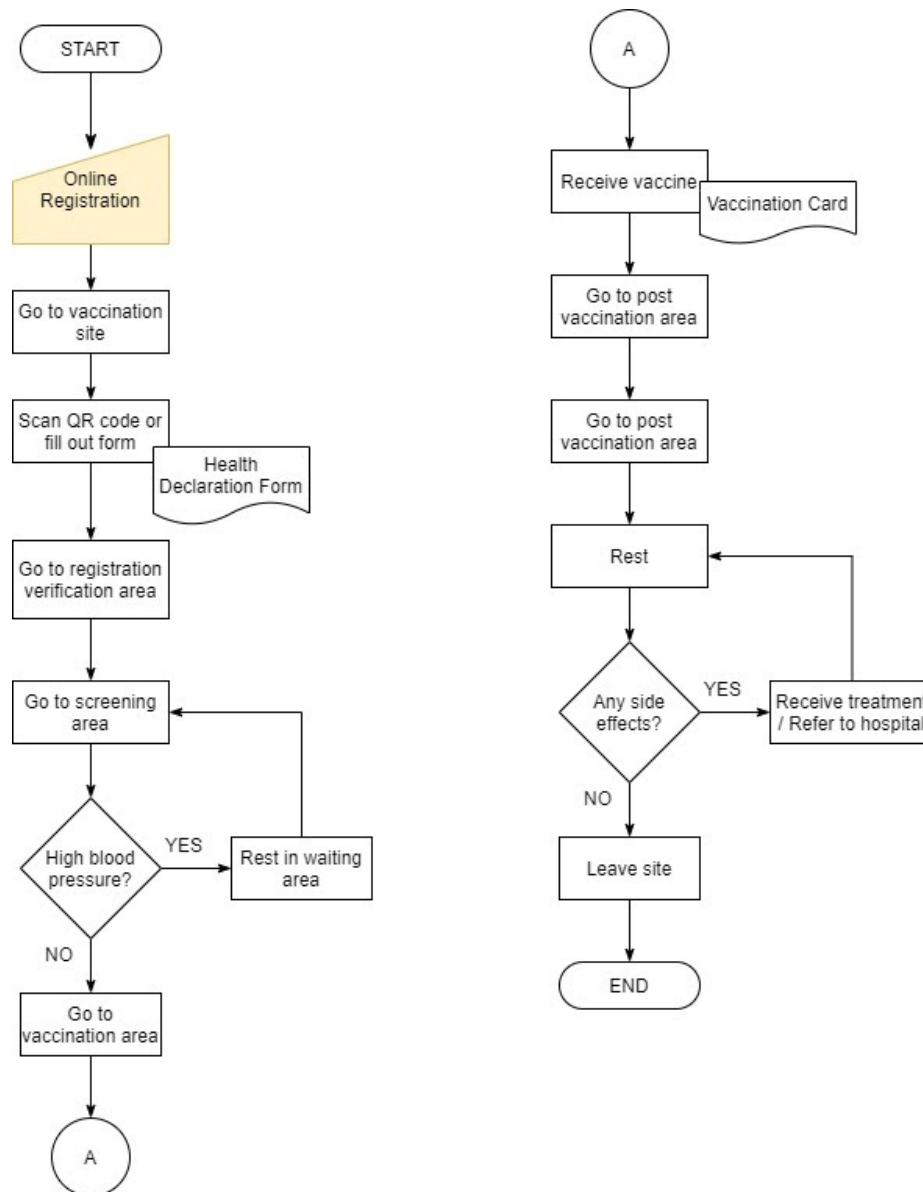 START
Online
Registration
Go to vaccination
site
Scan QR code or
fill out form
Health
Declaration Form
Go to registration
verification area
Go to screening
area
High blood
pressure?
YES
Rest in waiting
area
NO
Go to
vaccination area
A
A
Receive vaccine
Vaccination Card
Go to post
vaccination area
Go to post
vaccination area
Rest
Any side
effects?
YES
Receive treatment
/ Refer to hospital
NO
Leave site
END